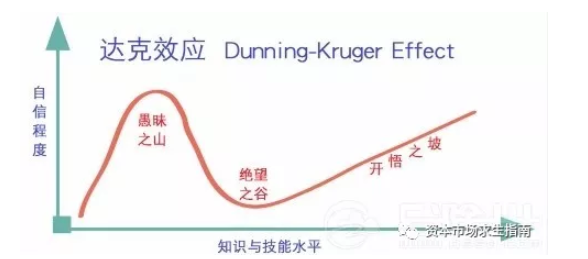 达克效应 Dunning-Kruger Effect
自信程度
愚昧
之山
绝望
之谷
开悟之坡
知识与技能水平
资本市场求生指南